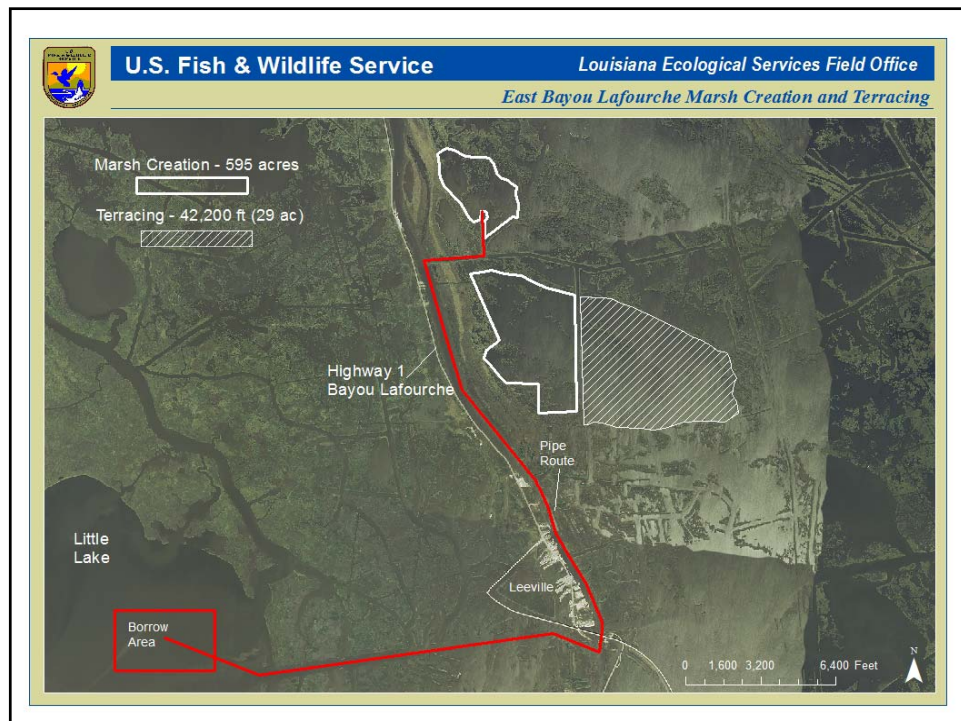 U.S. Fish & Wildlife Service
Louisiana Ecological Services Field Office
East Bayou Lafourche Marsh Creation and Terracing
Marsh Creation - 595 acres
Terracing - 42,200 ft (29 ac)
Highway 1
Bayou Lafourche
Pipe
Route
Little
Lake
Leeville
Borrow
Area
0 1,600 3,200 6,400 Feet
N